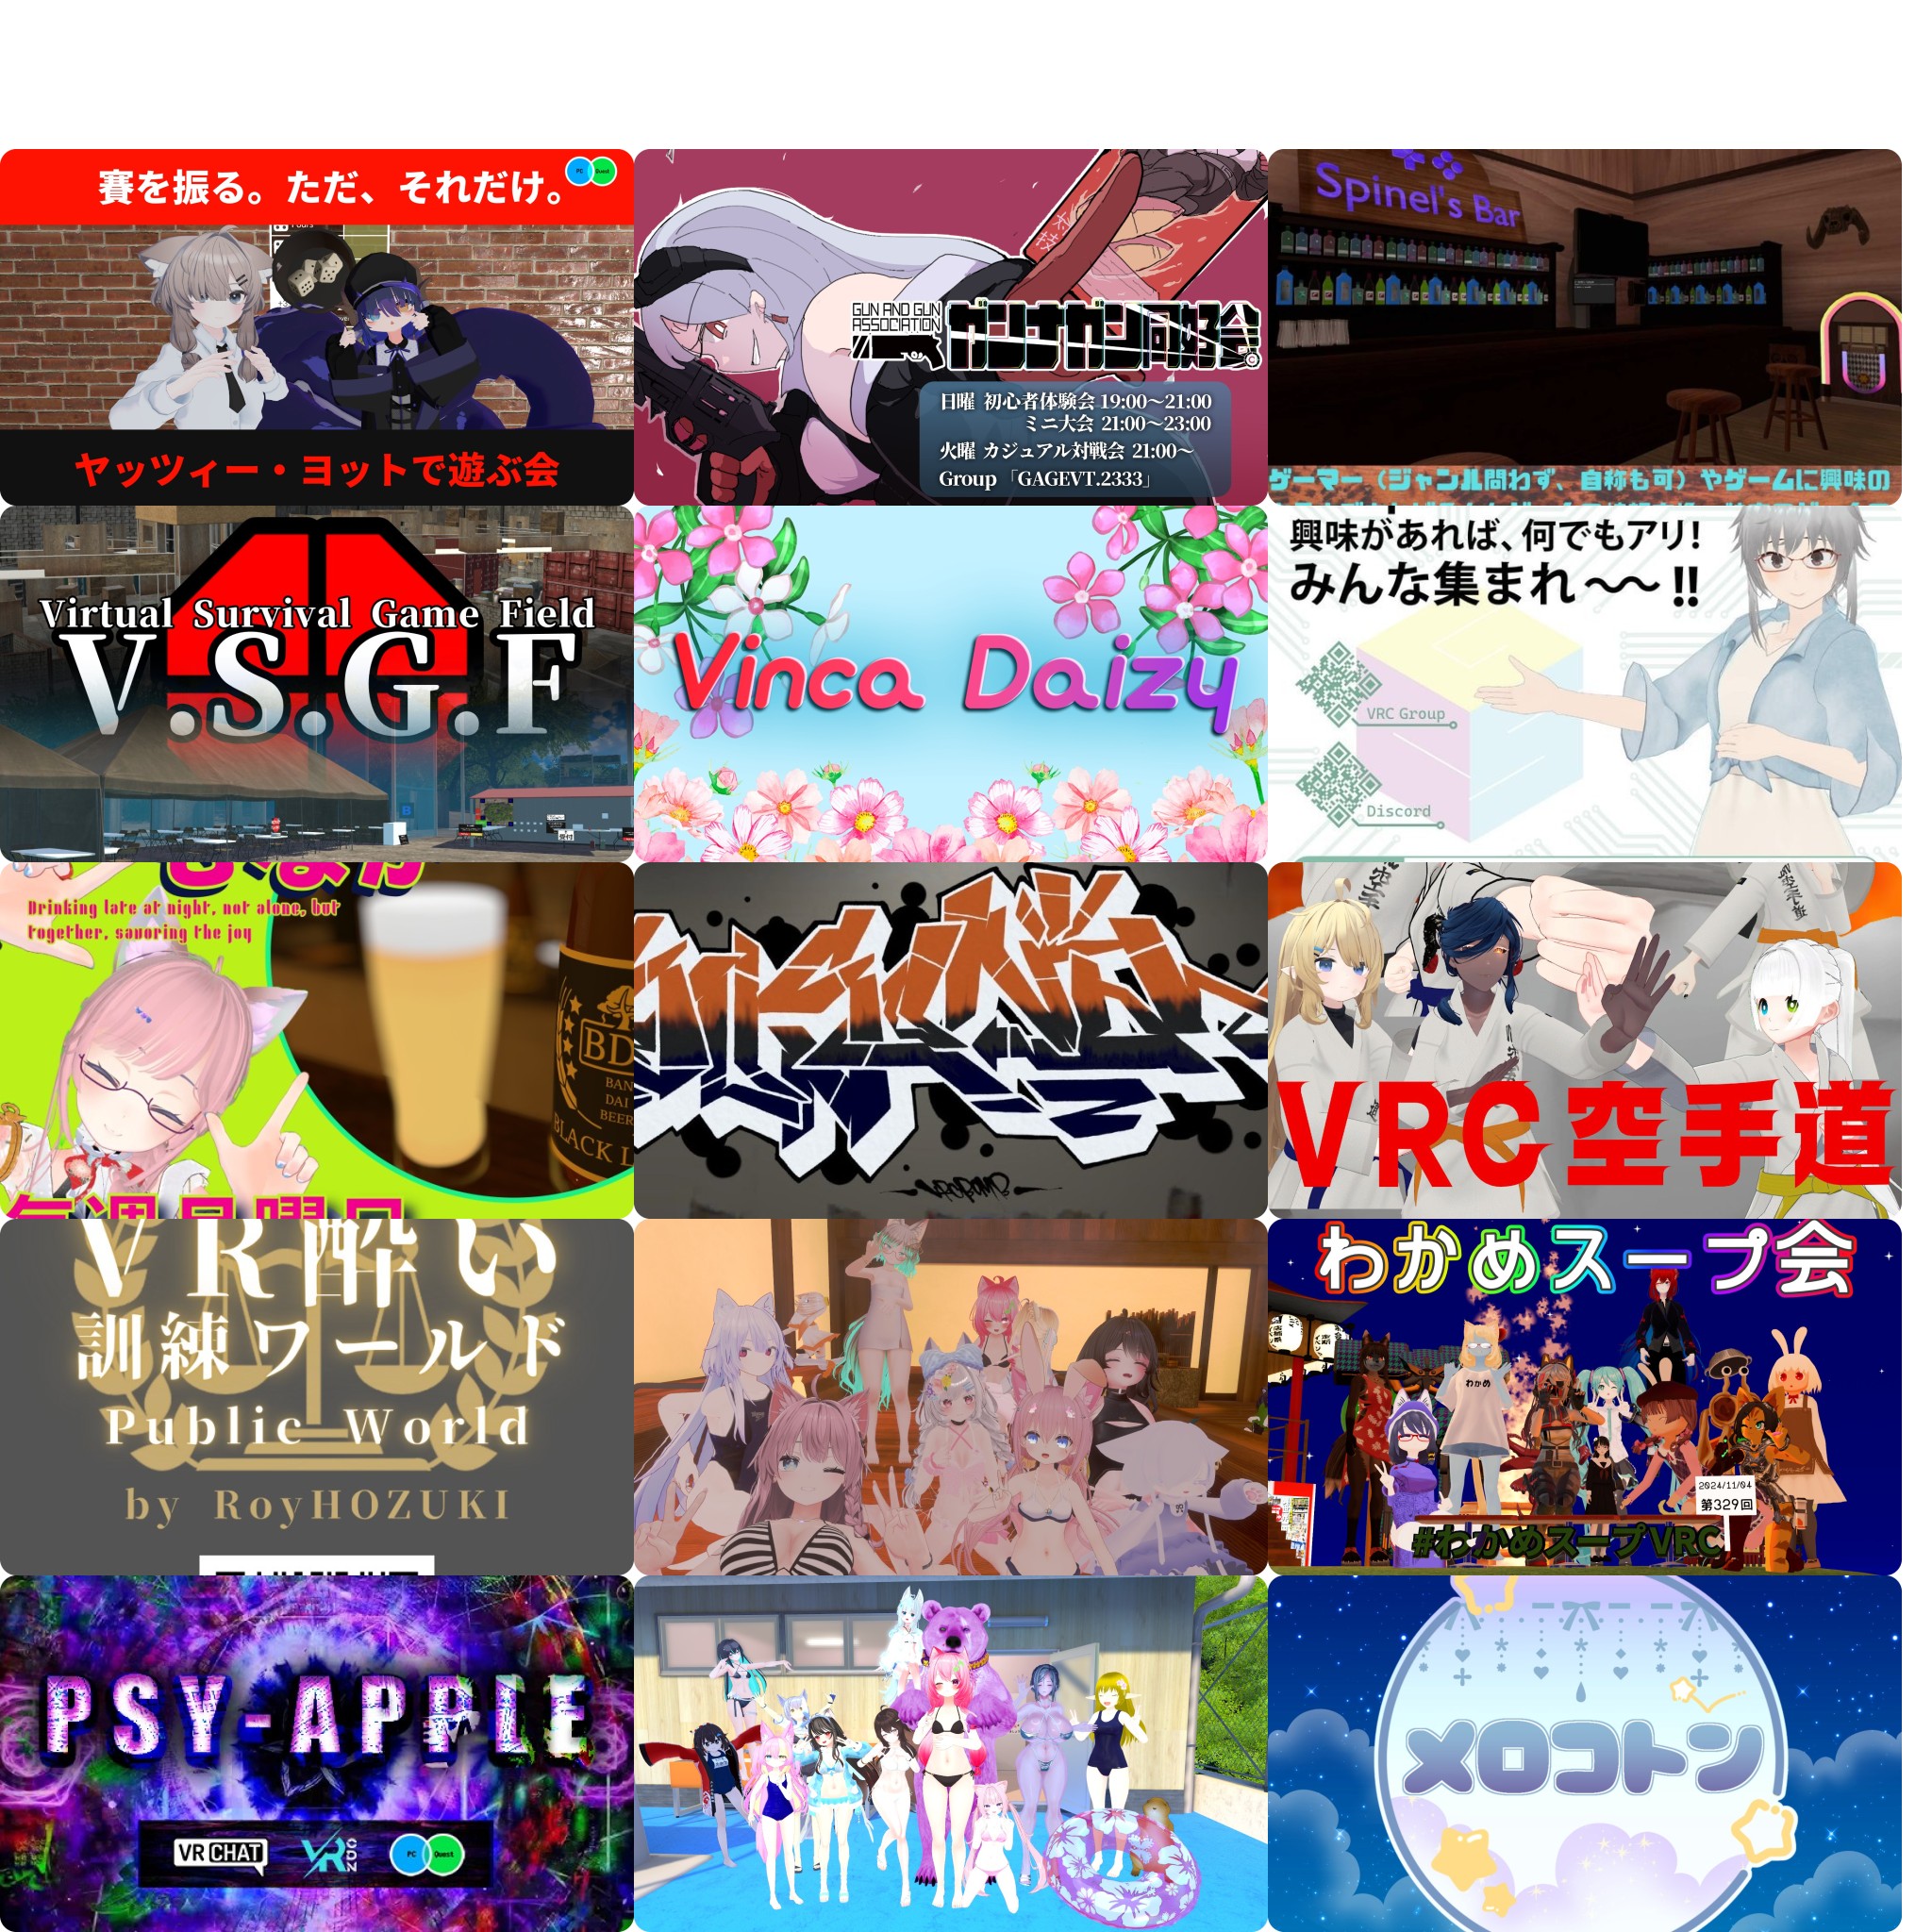 賽を振る。ただ、それだけ。
PC Quest
ヤッツィー・ヨットで遊ぶ会
GUN AND GUN
ASSOCIATION
ガンナガン同好会
日曜 初心者体験会 19:00～21:00
ミニ大会 21:00～23:00
火曜 カジュアル対戦会 21:00～
Group「GAGEVT.2333」
Spinel's Bar
ゲーマー（ジャンル問わず、自称も可）やゲームに興味の
Virtual Survival Game Field
V.S.G.F
Vinca Daizy
興味があれば、何でもアリ!
みんな集まれ～～!!
VRC Group
Discord
Drinking late at night, not alone, but
together, savoring the joy
VRCBOMB
VRC空手道
VR酔い
訓練ワールド
Public World
by RoyHOZUKI
わかめスープ会
わかめ
2024/11/04
第329回
#わかめスープVRC
PSY-APPLE
VRCHAT
PC Quest
メロコトン